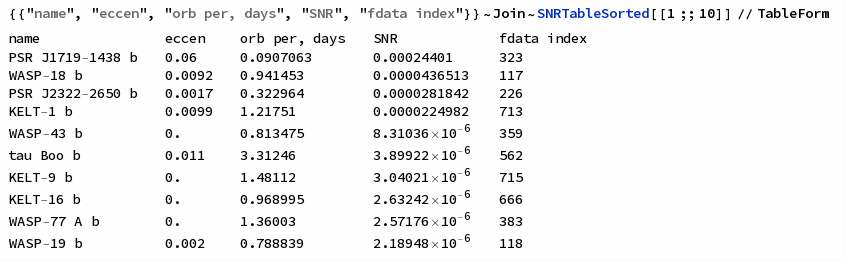 {{"name", "eccen", "orb per, days", "SNR", "fdata index"}}~Join~SNRTableSorted[[1 ;; 10]] // TableForm
name eccen orb per, days SNR fdata index
PSR J1719-1438 b 0.06 0.0907063 0.00024401 323
WASP-18 b 0.0092 0.941453 0.0000436513 117
PSR J2322-2650 b 0.0017 0.322964 0.0000281842 226
KELT-1 b 0.0099 1.21751 0.0000224982 713
WASP-43 b 0. 0.813475 8.31036×10⁻⁶ 359
tau Boo b 0.011 3.31246 3.89922×10⁻⁶ 562
KELT-9 b 0. 1.48112 3.04021×10⁻⁶ 715
KELT-16 b 0. 0.968995 2.63242×10⁻⁶ 666
WASP-77 A b 0. 1.36003 2.57176×10⁻⁶ 383
WASP-19 b 0.002 0.788839 2.18948×10⁻⁶ 118